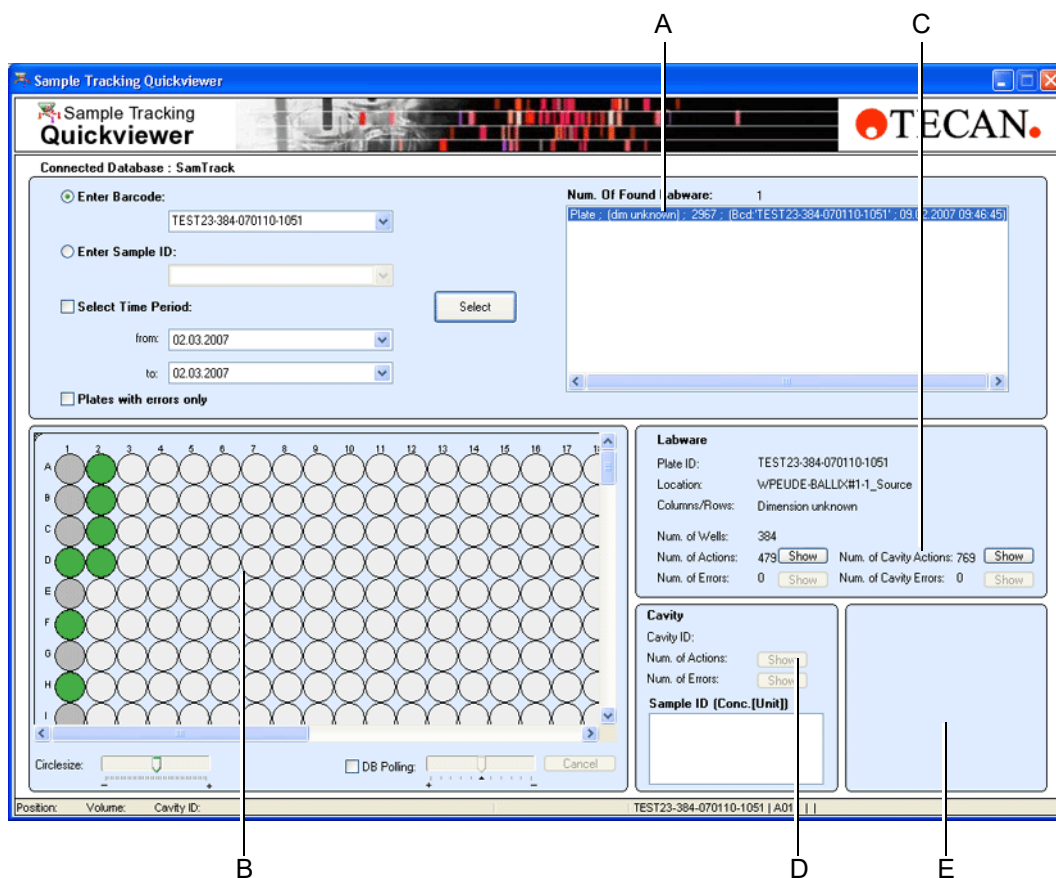 A C
Sample Tracking Quickviewer
Sample Tracking
Quickviewer
TECAN.
Connected Database : SamTrack
Enter Barcode:
TEST23-384-070110-1051
Enter Sample ID:
Select Time Period:
from: 02.03.2007
to: 02.03.2007
Plates with errors only
Select
Num. Of Found Labware: 1
Plate ; (dim unknown) ; 2967 ; (Bcd:'TEST23-384-070110-1051' ; 09.02.2007 09:46:45)
1 2 3 4 5 6 7 8 9 10 11 12 13 14 15 16 17
A
B
C
D
E
F
G
H
I
Circlesize:
- +
DB Polling:
+ -
Cancel
Labware
Plate ID: TEST23-384-070110-1051
Location: WPEUDE-BALLIX#1-1_Source
Columns/Rows: Dimension unknown
Num. of Wells: 384
Num. of Actions: 479 Show Num. of Cavity Actions: 769 Show
Num. of Errors: 0 Show Num. of Cavity Errors: 0 Show
Cavity
Cavity ID:
Num. of Actions: Show
Num. of Errors: Show
Sample ID (Conc.[Unit])
Position: Volume: Cavity ID: TEST23-384-070110-1051 | A01 | |
B D E